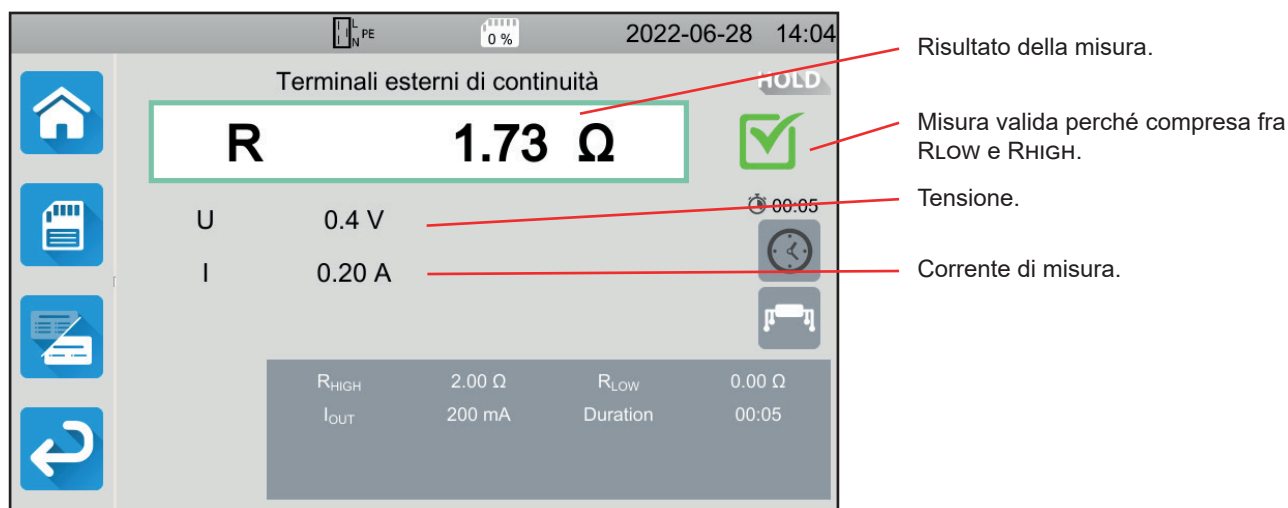 L
N PE
0 %
2022-06-28 14:04
Terminali esterni di continuità
HOLD
R 1.73 Ω
U 0.4 V
00:05
I 0.20 A
RHIGH 2.00 Ω RLOW 0.00 Ω
IOUT 200 mA Duration 00:05
Risultato della misura.
Misura valida perché compresa fra
RLOW e RHIGH.
Tensione.
Corrente di misura.